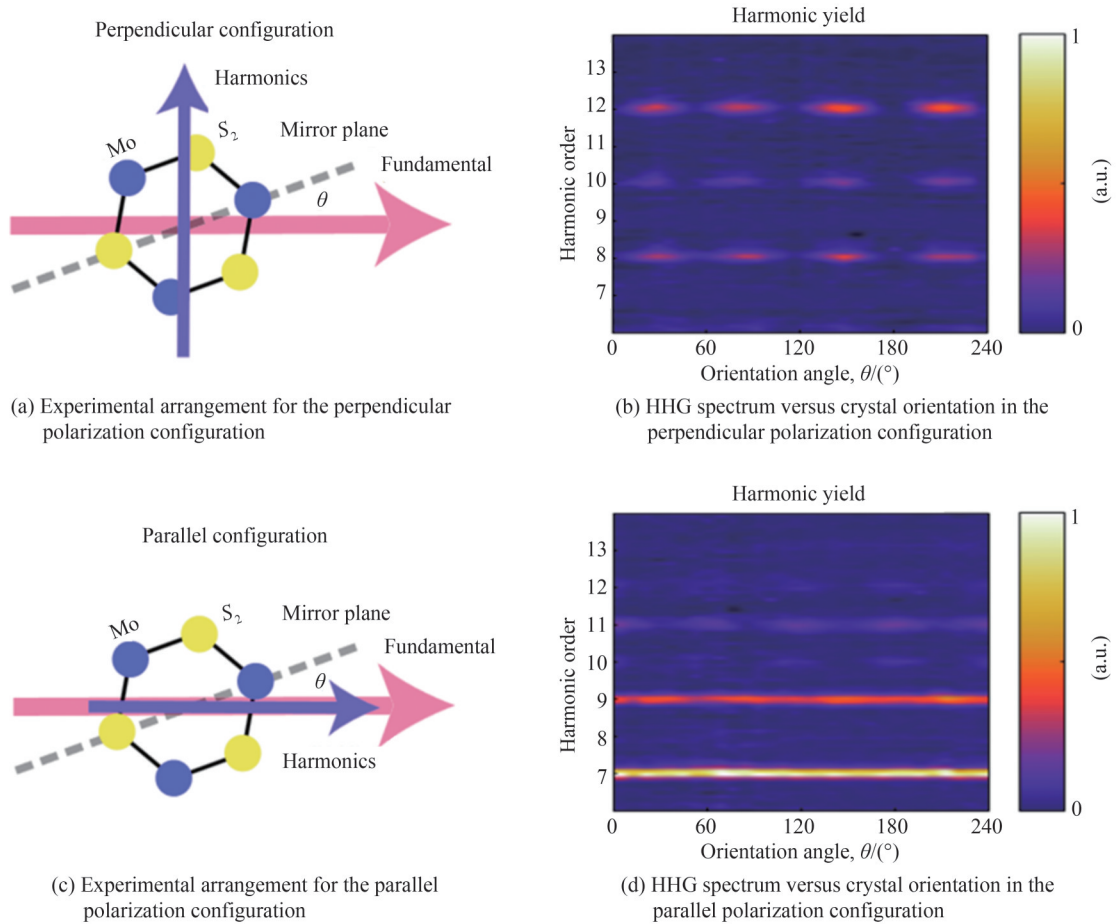 Perpendicular configuration
Harmonics
Mo
S2
Mirror plane
Fundamental
θ
(a) Experimental arrangement for the perpendicular
polarization configuration
Harmonic yield
Harmonic order
13
12
11
10
9
8
7
0 60 120 180 240
Orientation angle, θ/(°)
1
(a.u.)
0
(b) HHG spectrum versus crystal orientation in the
perpendicular polarization configuration
Parallel configuration
Mo
S2
Mirror plane
Fundamental
θ
Harmonics
(c) Experimental arrangement for the parallel
polarization configuration
Harmonic yield
Harmonic order
13
12
11
10
9
8
7
0 60 120 180 240
Orientation angle, θ/(°)
1
(a.u.)
0
(d) HHG spectrum versus crystal orientation in the
parallel polarization configuration